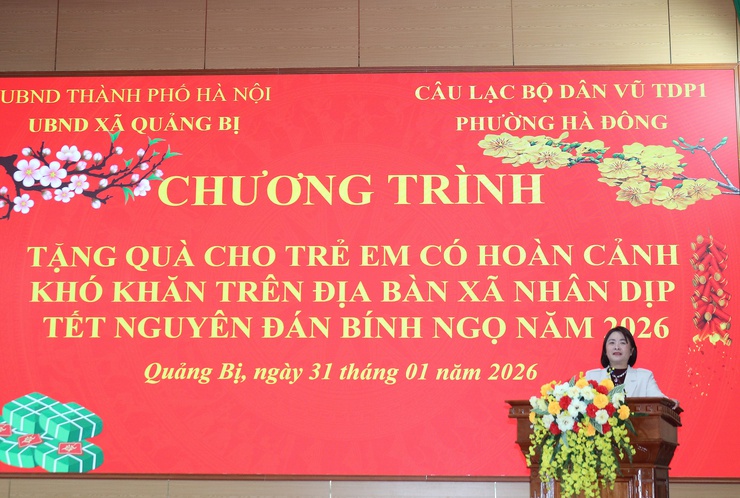 UBND THÀNH PHỐ HÀ NỘI
UBND XÃ QUẢNG BỊ
CÂU LẠC BỘ DÂN VŨ TDP1
PHƯỜNG HÀ ĐÔNG
CHƯƠNG TRÌNH
TẶNG QUÀ CHO TRẺ EM CÓ HOÀN CẢNH
KHÓ KHĂN TRÊN ĐỊA BÀN XÃ NHÂN DỊP
TẾT NGUYÊN ĐÁN BÍNH NGỌ NĂM 2026
Quảng Bị, ngày 31 tháng 01 năm 2026